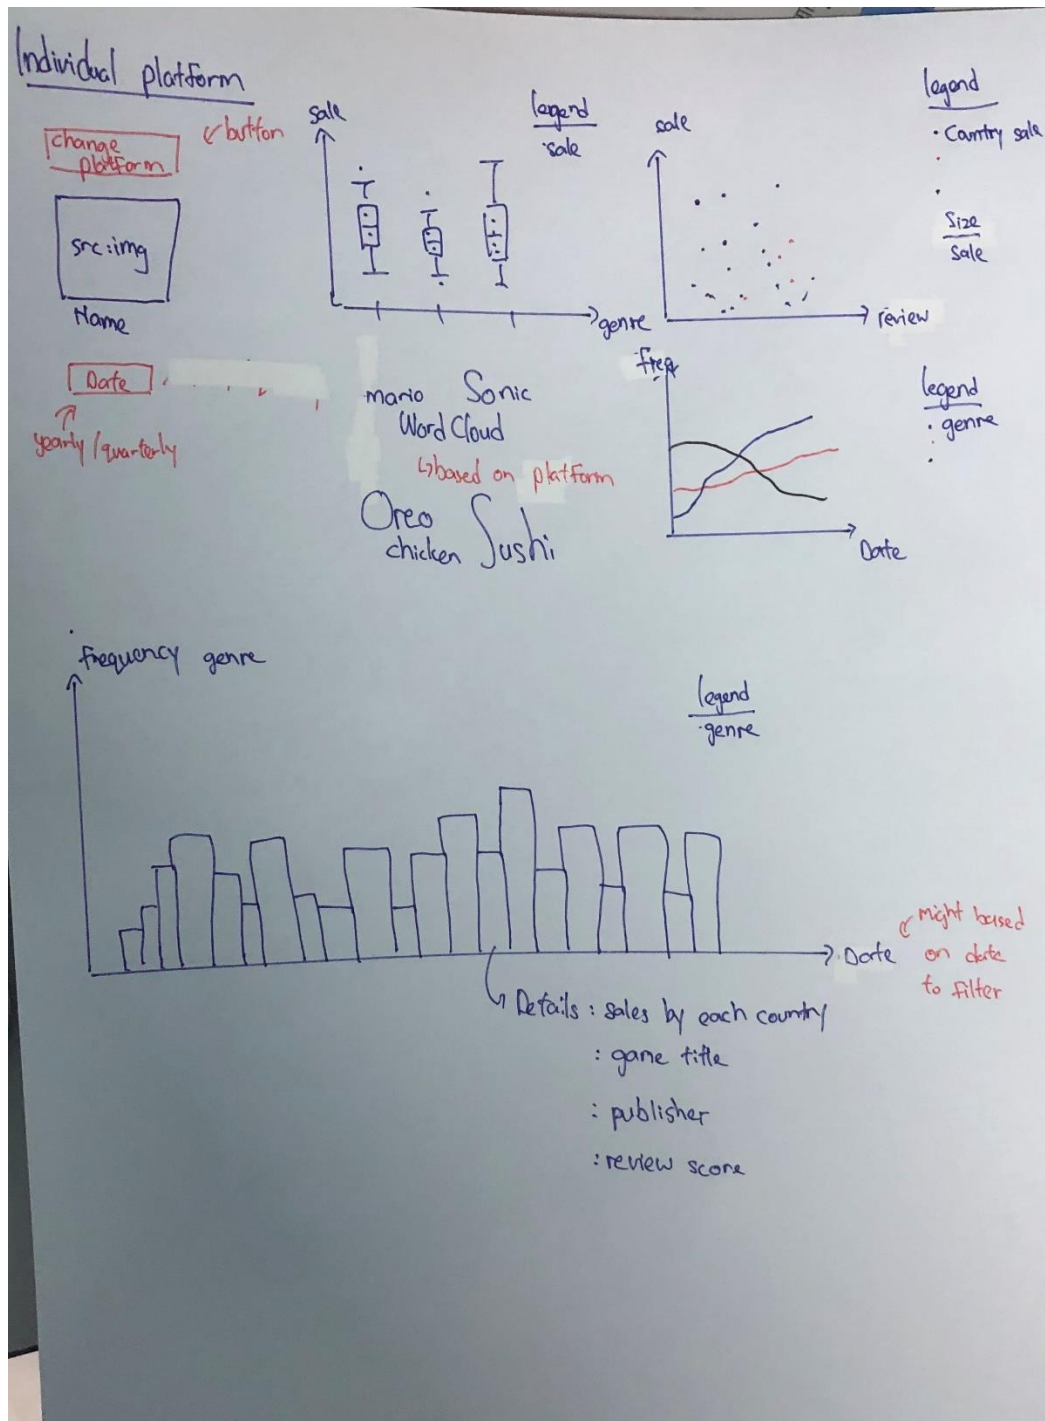 Individual platform
change
platform
button
src:img
Name
Date
yearly/quarterly
sale
legend
sale
genre
sale
legend
Country sale
Size
sale
review
mario Sonic
Word Cloud
based on platform
Oreo
chicken Sushi
freq
legend
genre
Date
frequency genre
legend
genre
Date
might based
on date
to filter
Details : sales by each country
: game title
: publisher
: review score